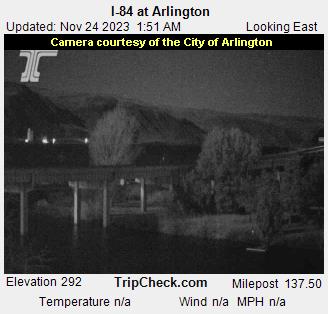 I-84 at Arlington
Updated: Nov 24 2023 1:51 AM Looking East
Camera courtesy of the City of Arlington
Elevation 292 TripCheck.com Milepost 137.50
Temperature n/a Wind n/a MPH n/a